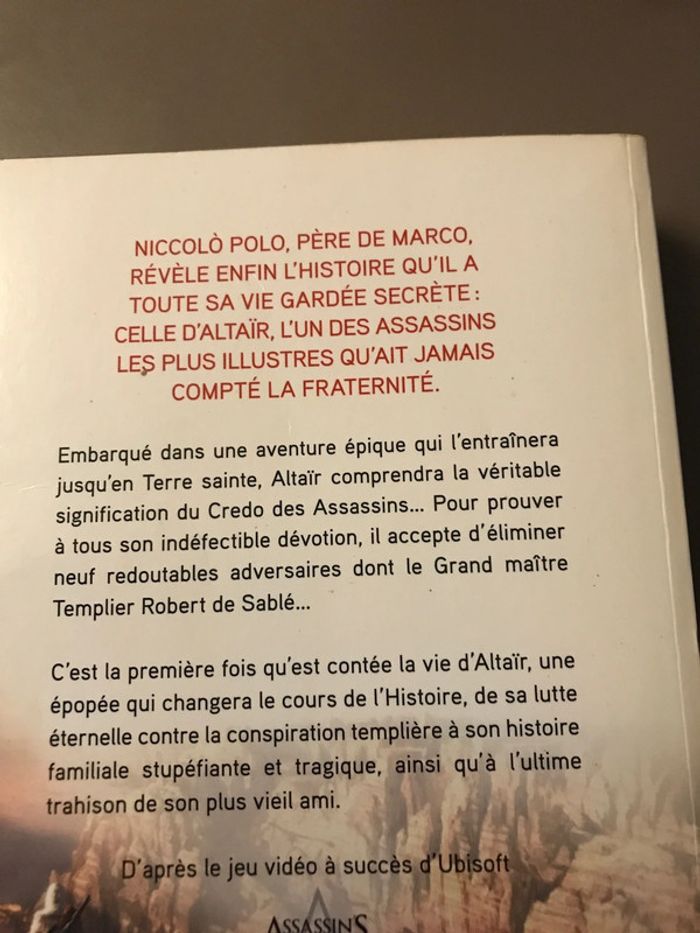 NICCOLÒ POLO, PÈRE DE MARCO,
RÉVÈLE ENFIN L'HISTOIRE QU'IL A
TOUTE SA VIE GARDÉE SECRÈTE :
CELLE D'ALTAÏR, L'UN DES ASSASSINS
LES PLUS ILLUSTRES QU'AIT JAMAIS
COMPTÉ LA FRATERNITÉ.
Embarqué dans une aventure épique qui l'entraînera
jusqu'en Terre sainte, Altaïr comprendra la véritable
signification du Credo des Assassins... Pour prouver
à tous son indéfectible dévotion, il accepte d'éliminer
neuf redoutables adversaires dont le Grand maître
Templier Robert de Sablé...
C'est la première fois qu'est contée la vie d'Altaïr, une
épopée qui changera le cours de l'Histoire, de sa lutte
éternelle contre la conspiration templière à son histoire
familiale stupéfiante et tragique, ainsi qu'à l'ultime
trahison de son plus vieil ami.
D'après le jeu vidéo à succès d'Ubisoft
ASSASSIN'S